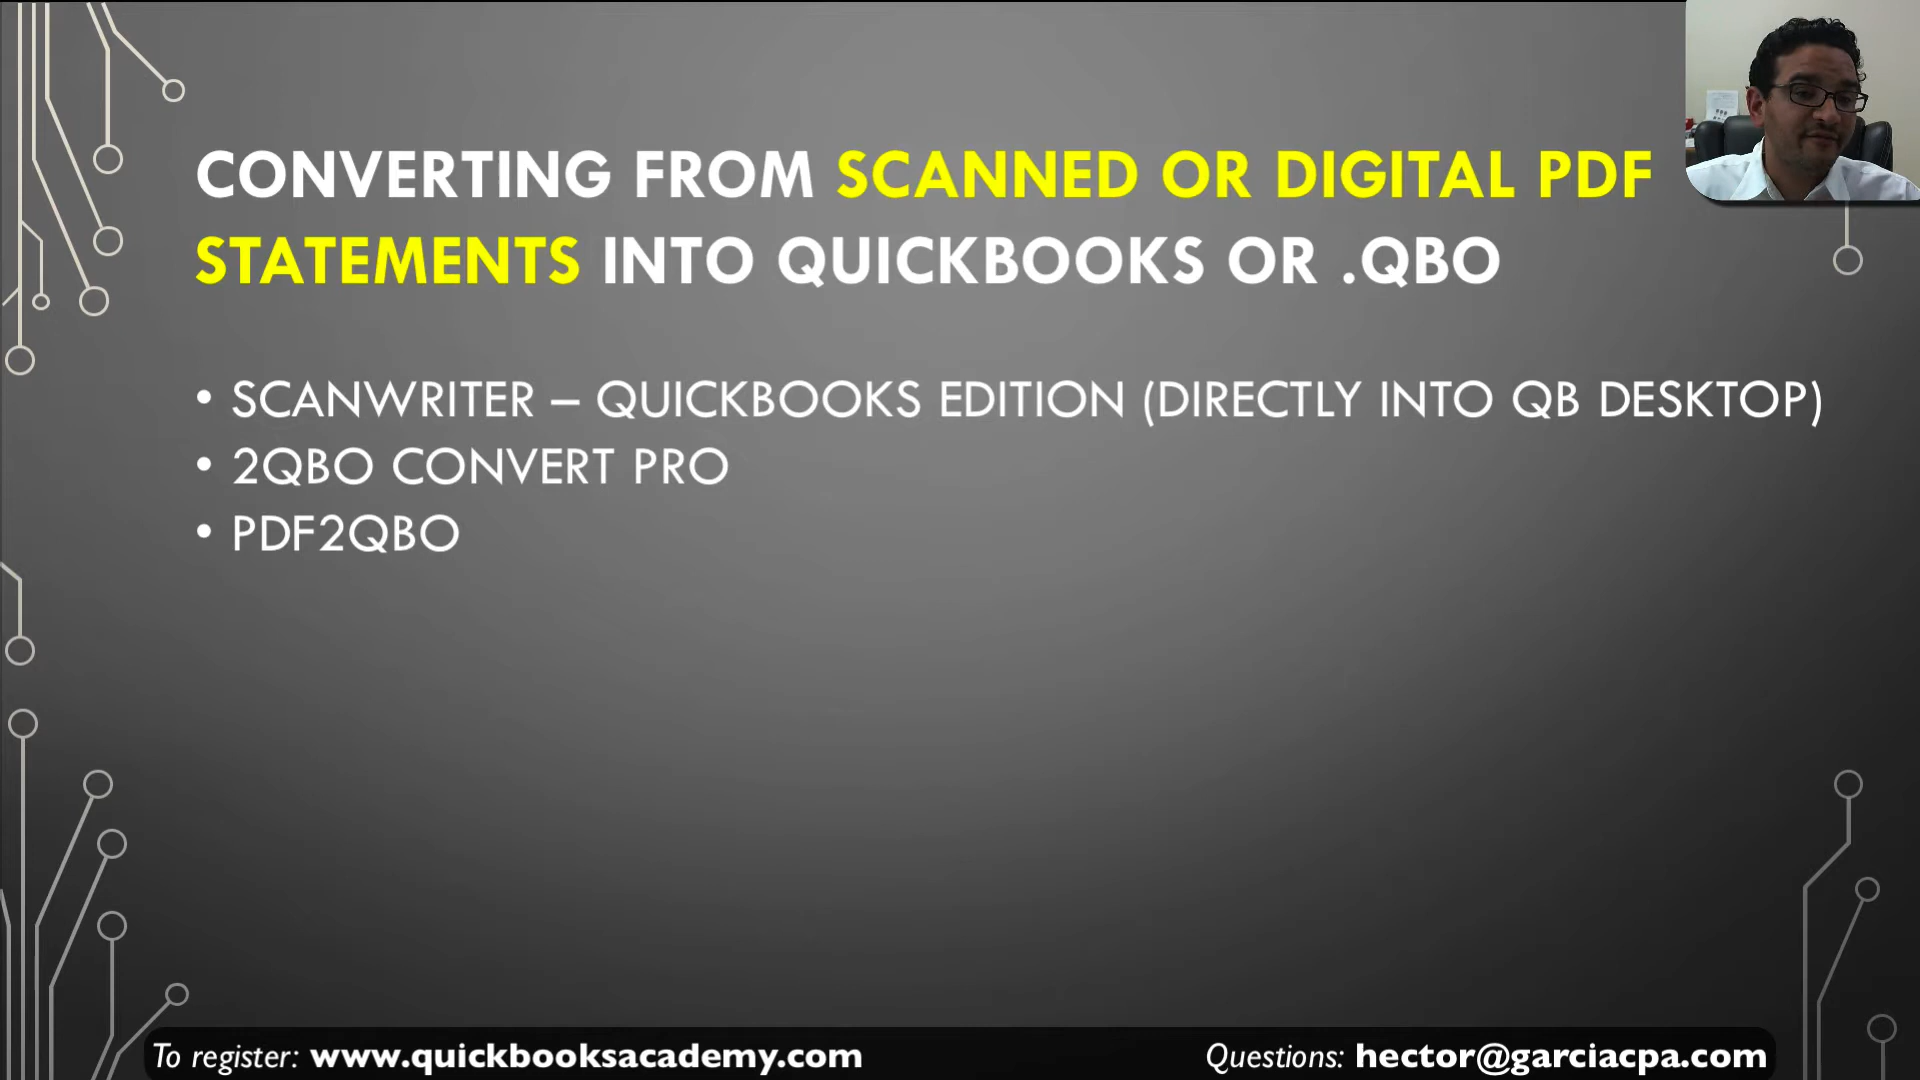 CONVERTING FROM SCANNED OR DIGITAL PDF
STATEMENTS INTO QUICKBOOKS OR .QBO
• SCANWRITER – QUICKBOOKS EDITION (DIRECTLY INTO QB DESKTOP)
• 2QBO CONVERT PRO
• PDF2QBO
To register: www.quickbooksacademy.com
Questions: hector@garciacpa.com